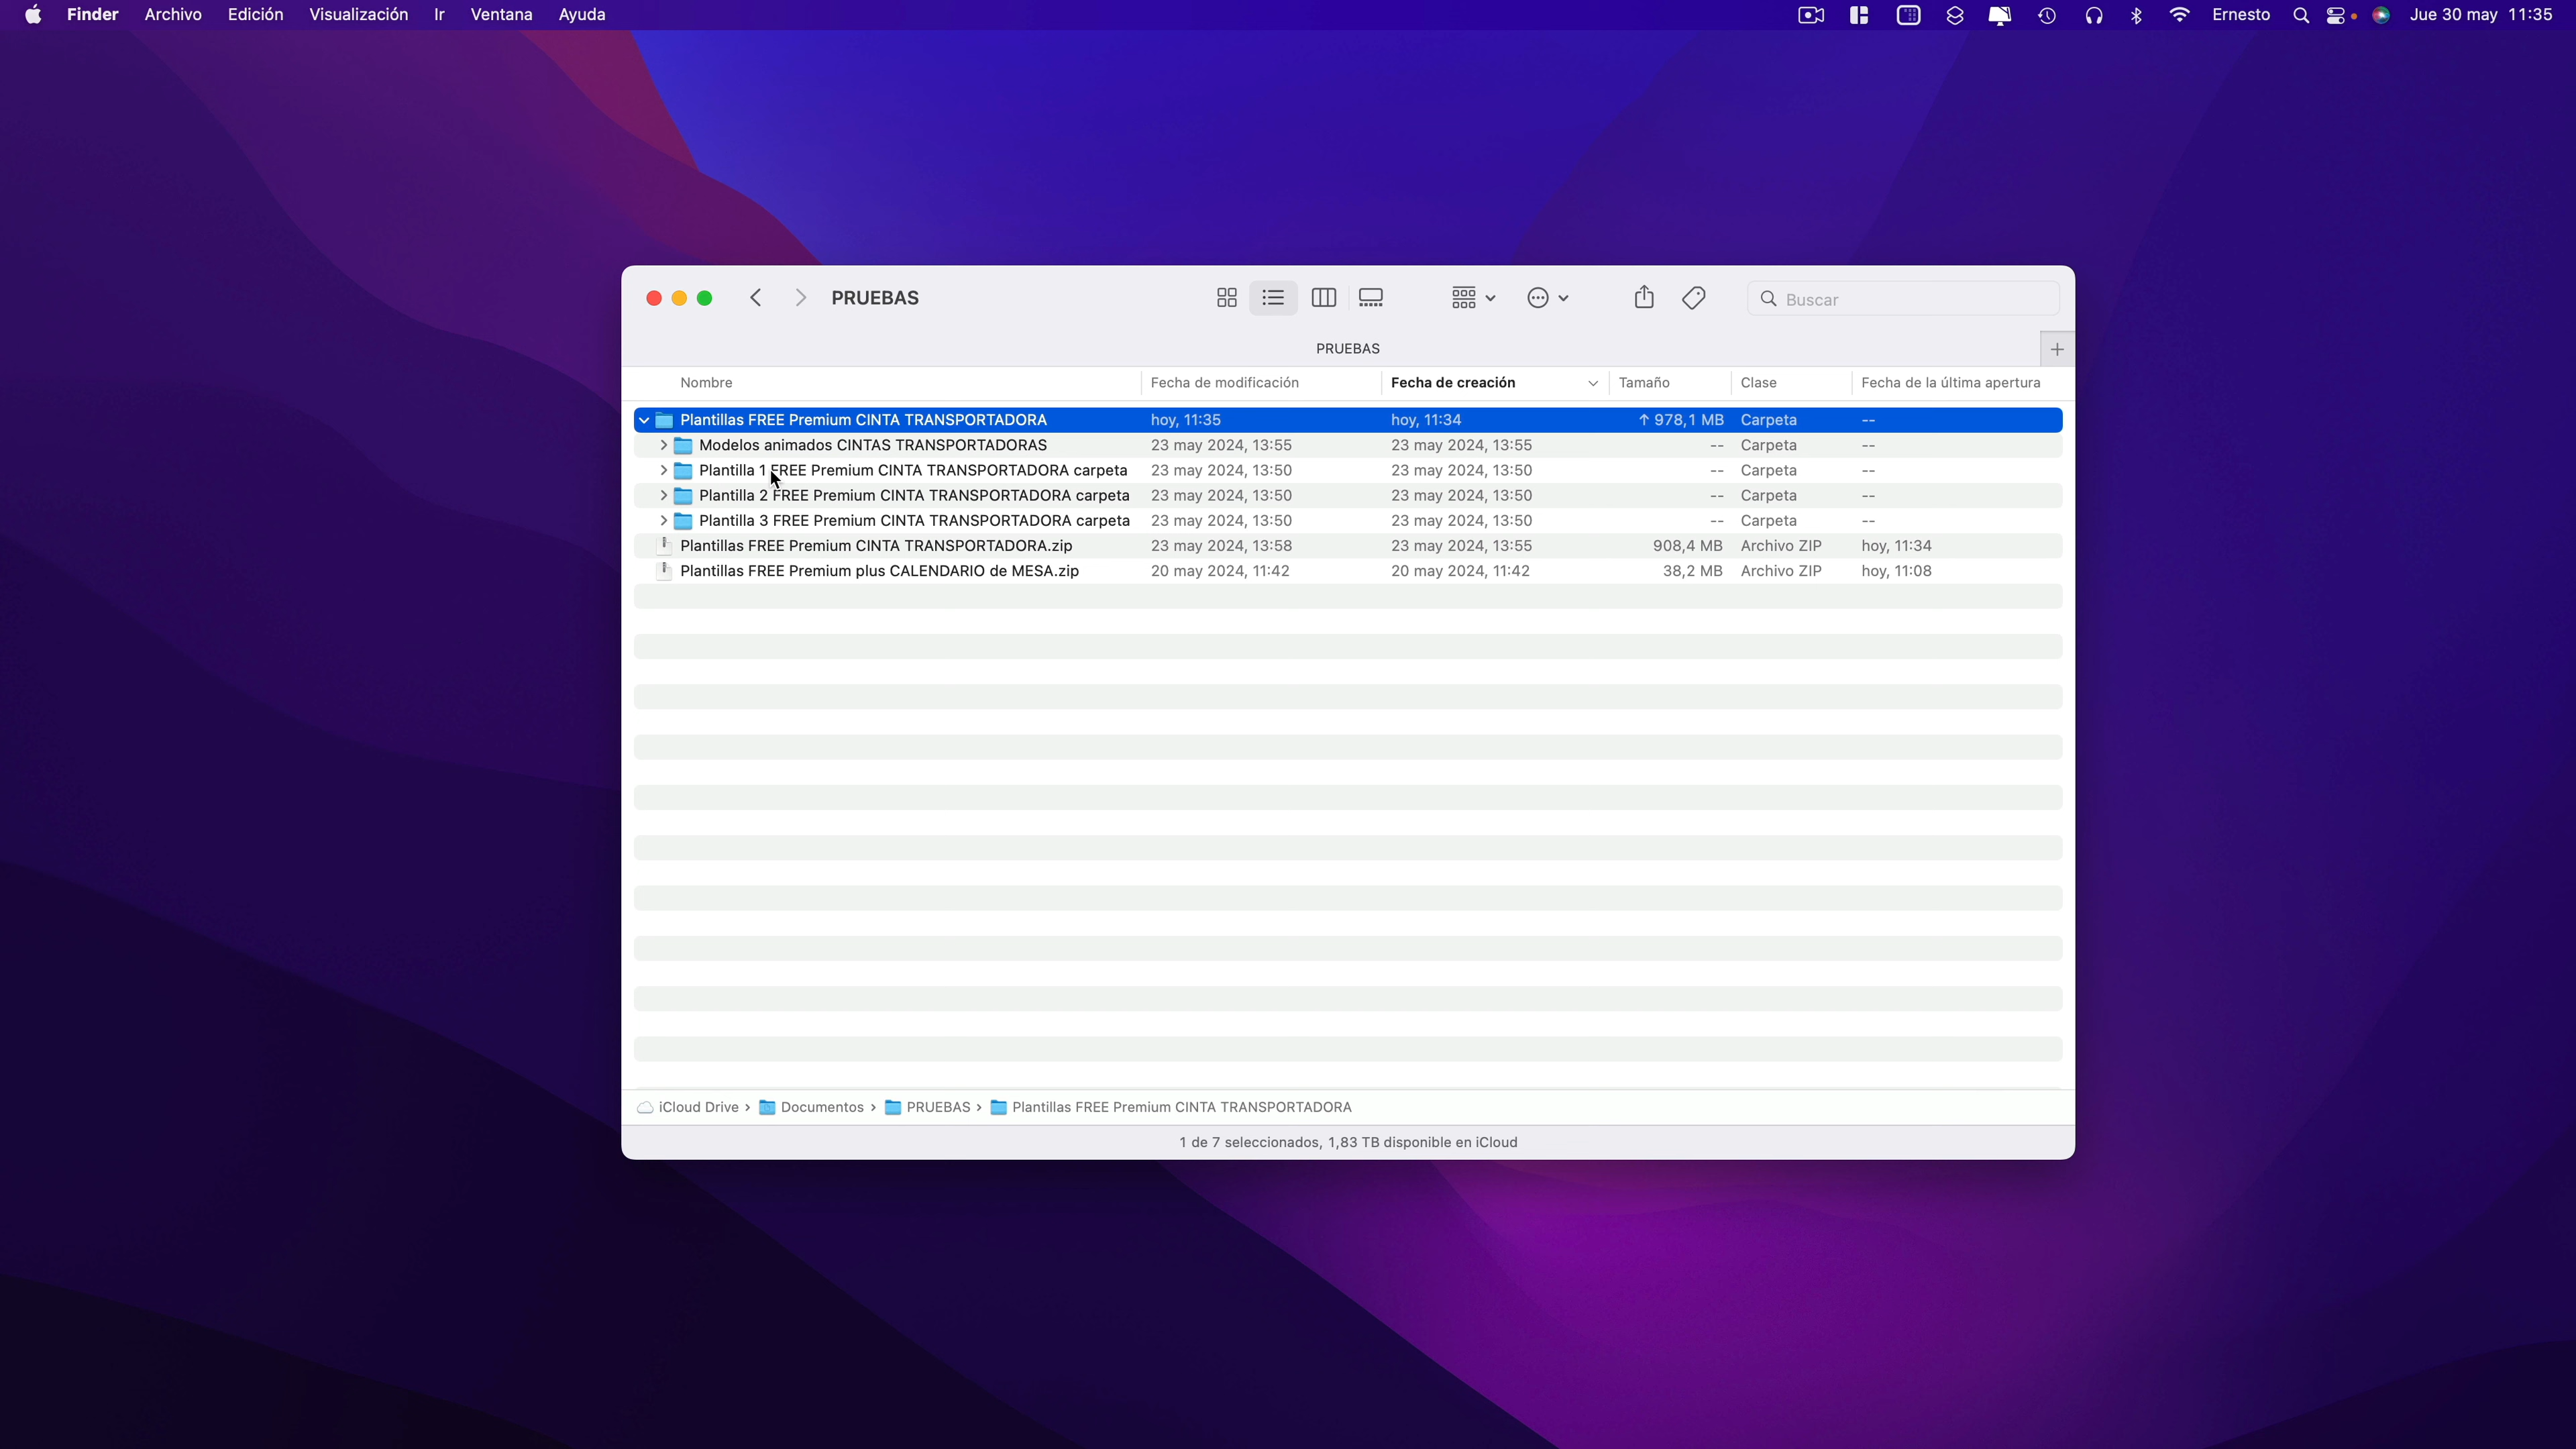 Finder Archivo Edición Visualización Ir Ventana Ayuda Ernesto Jue 30 may 11:35
PRUEBAS Buscar
PRUEBAS
Nombre Fecha de modificación Fecha de creación Tamaño Clase Fecha de la última apertura
Plantillas FREE Premium CINTA TRANSPORTADORA hoy, 11:35 hoy, 11:34 ↑ 978,1 MB Carpeta --
Modelos animados CINTAS TRANSPORTADORAS 23 may 2024, 13:55 23 may 2024, 13:55 -- Carpeta --
Plantilla 1 FREE Premium CINTA TRANSPORTADORA carpeta 23 may 2024, 13:50 23 may 2024, 13:50 -- Carpeta --
Plantilla 2 FREE Premium CINTA TRANSPORTADORA carpeta 23 may 2024, 13:50 23 may 2024, 13:50 -- Carpeta --
Plantilla 3 FREE Premium CINTA TRANSPORTADORA carpeta 23 may 2024, 13:50 23 may 2024, 13:50 -- Carpeta --
Plantillas FREE Premium CINTA TRANSPORTADORA.zip 23 may 2024, 13:58 23 may 2024, 13:55 908,4 MB Archivo ZIP hoy, 11:34
Plantillas FREE Premium plus CALENDARIO de MESA.zip 20 may 2024, 11:42 20 may 2024, 11:42 38,2 MB Archivo ZIP hoy, 11:08
iCloud Drive › Documentos › PRUEBAS › Plantillas FREE Premium CINTA TRANSPORTADORA
1 de 7 seleccionados, 1,83 TB disponible en iCloud